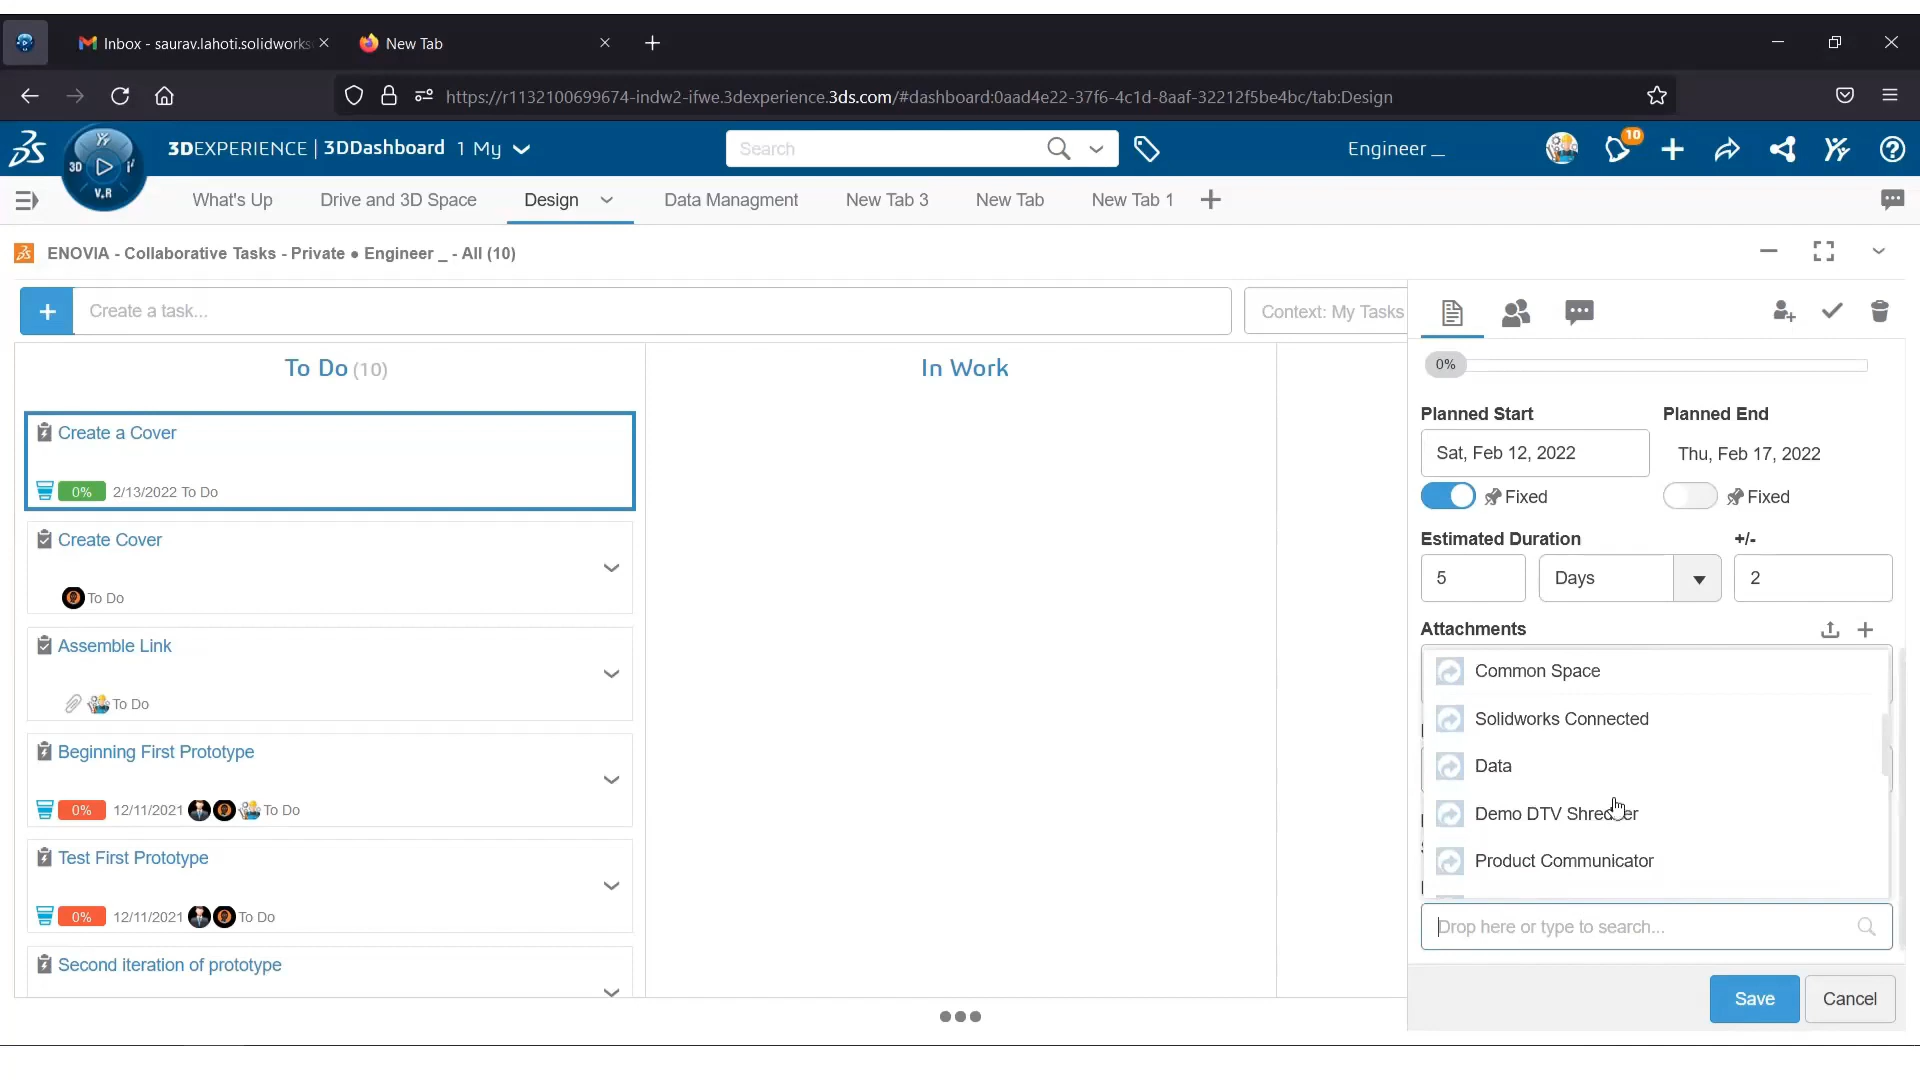 Inbox - saurav.lahoti.solidworks
New Tab
https://r1132100699674-indw2-ifwe.3dexperience.3ds.com/#dashboard:0aad4e22-37f6-4c1d-8aaf-32212f5be4bc/tab:Design
3D
V,R
3DEXPERIENCE | 3DDashboard 1 My
Search
Engineer _
10
What's Up
Drive and 3D Space
Design
Data Managment
New Tab 3
New Tab
New Tab 1
ENOVIA - Collaborative Tasks - Private ● Engineer _ - All (10)
Create a task...
Context: My Tasks
To Do (10)
In Work
Create a Cover
0% 2/13/2022 To Do
Create Cover
To Do
Assemble Link
To Do
Beginning First Prototype
0% 12/11/2021 To Do
Test First Prototype
0% 12/11/2021 To Do
Second iteration of prototype
0%
Planned Start
Planned End
Sat, Feb 12, 2022
Thu, Feb 17, 2022
Fixed
Fixed
Estimated Duration
+/-
5
Days
2
Attachments
Common Space
Solidworks Connected
Data
Demo DTV Shredder
Product Communicator
Drop here or type to search...
Save
Cancel